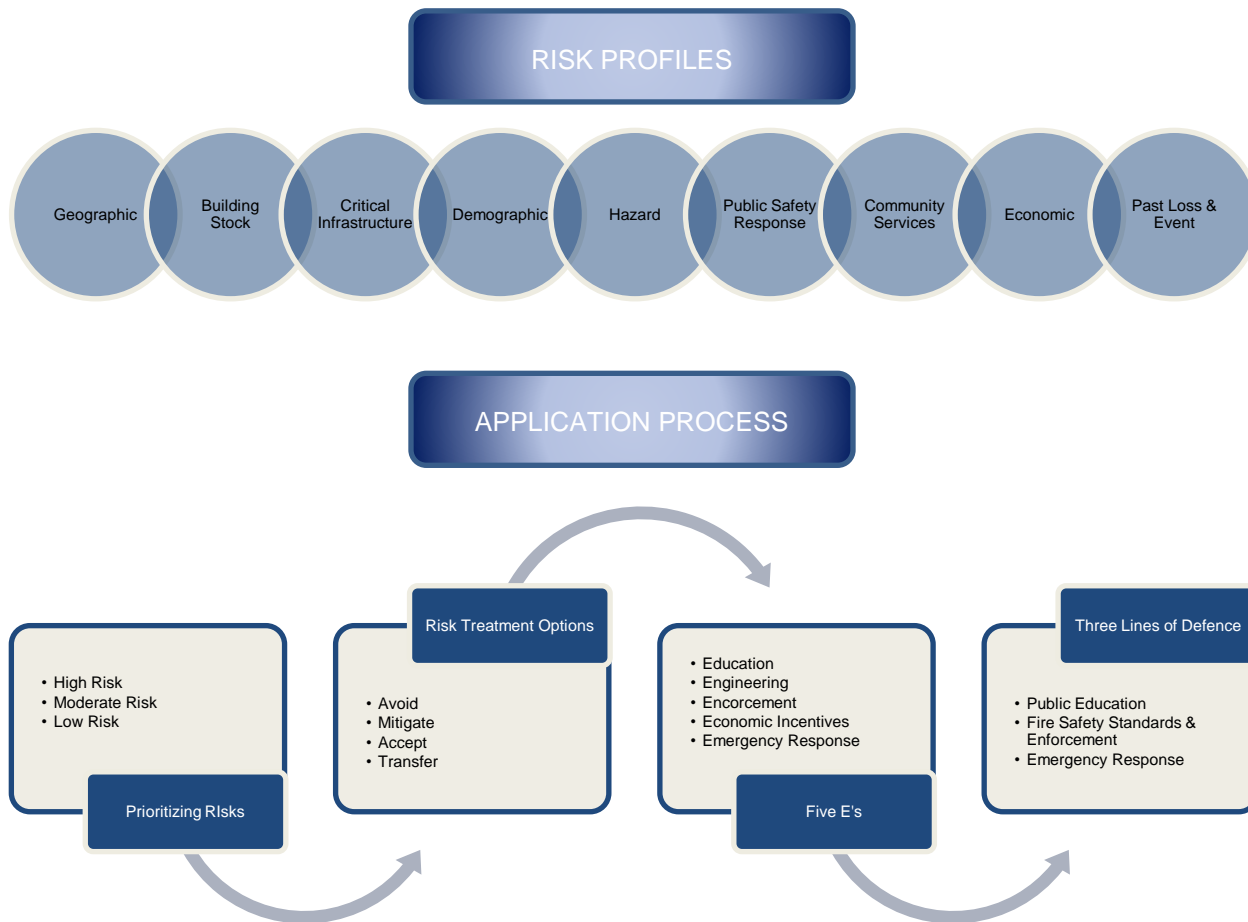 RISK PROFILES
Geographic
Building
Stock
Critical
Infrastructure
Demographic
Hazard
Public Safety
Response
Community
Services
Economic
Past Loss &
Event
APPLICATION PROCESS
• High Risk
• Moderate Risk
• Low Risk
Prioritizing RIsks
Risk Treatment Options
• Avoid
• Mitigate
• Accept
• Transfer
• Education
• Engineering
• Encorcement
• Economic Incentives
• Emergency Response
Five E's
Three Lines of Defence
• Public Education
• Fire Safety Standards &
Enforcement
• Emergency Response